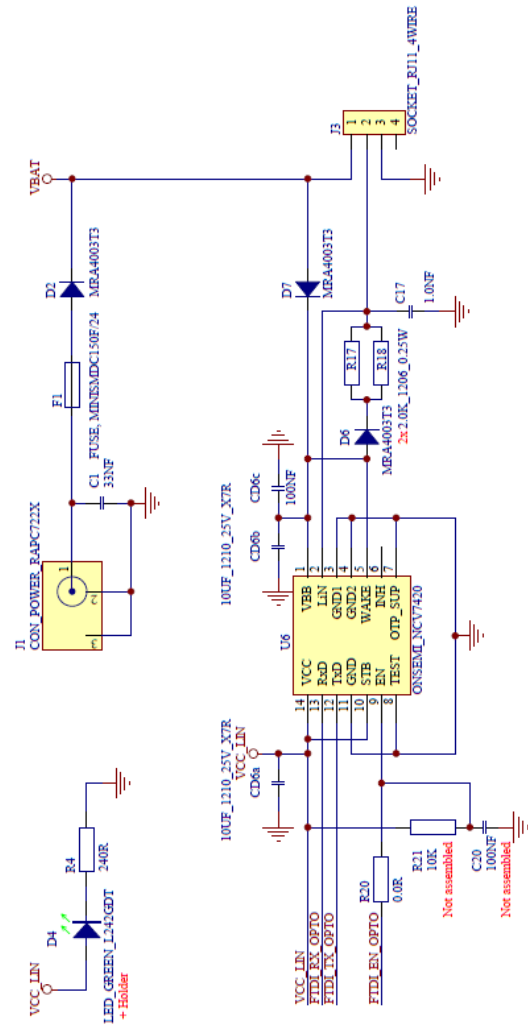 VCC_LIN
D4
LED_GREEN_L242GDT
+ Holder
R4
240R
J1
CON_POWER_RAPC722X
1
2
3
C1
33NF
F1
FUSE, MINISMDC150F/24
D2
MRA4003T3
VBAT
VCC_LIN
FTDI_RX_OPTO
FTDI_TX_OPTO
FTDI_EN_OPTO
R20
0.0R
R21
10K
Not assembled
C20
100NF
Not assembled
10UF_1210_25V_X7R
VCC_LIN
CD6a
U6
ONSEMI_NCV7420
14 VCC
13 RxD
12 TxD
11 GND
10 STB
9 EN
8 TEST
VBB 1
LiN 2
GND1 3
GND2 4
WAKE 5
INH 6
OTP_SUP 7
10UF_1210_25V_X7R
CD6b
CD6c
100NF
D6
MRA4003T3
R17
R18
2x 2.0K_1206_0.25W
D7
MRA4003T3
C17
1.0NF
J3
1
2
3
4
SOCKET_RJ11_4WIRE